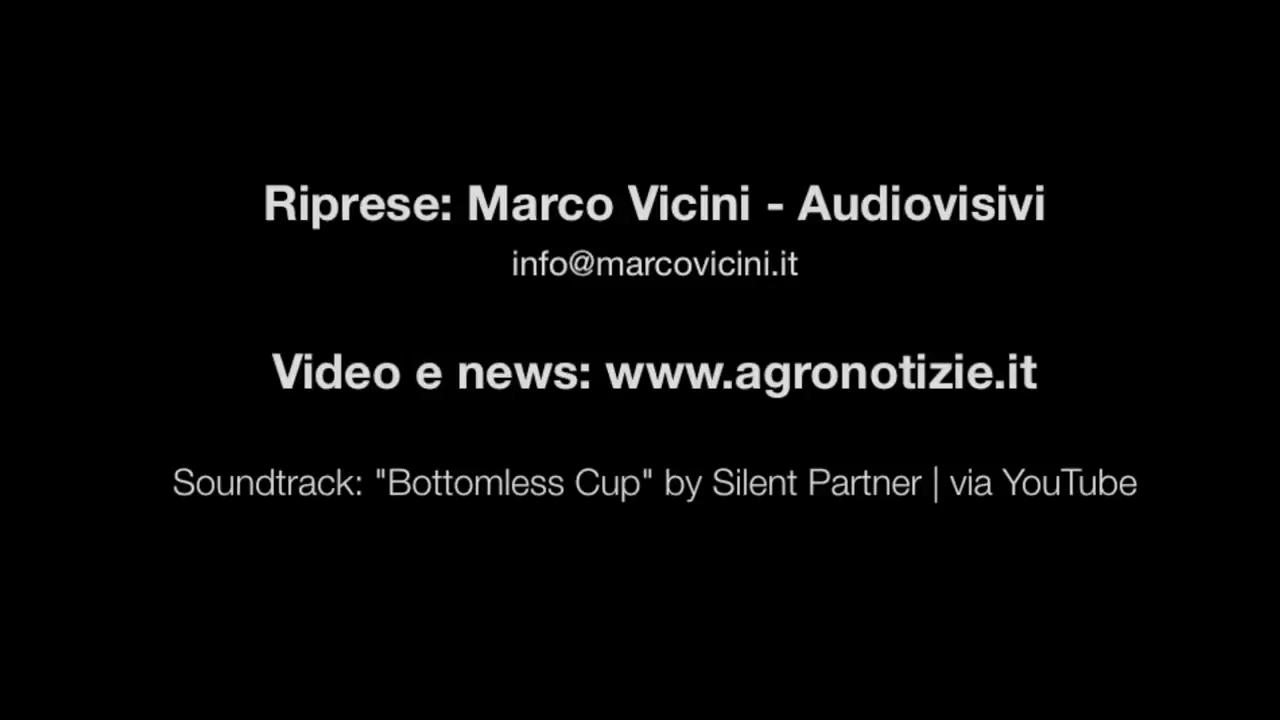 Riprese: Marco Vicini - Audiovisivi
info@marcovicini.it
Video e news: www.agronotizie.it
Soundtrack: "Bottomless Cup" by Silent Partner | via YouTube